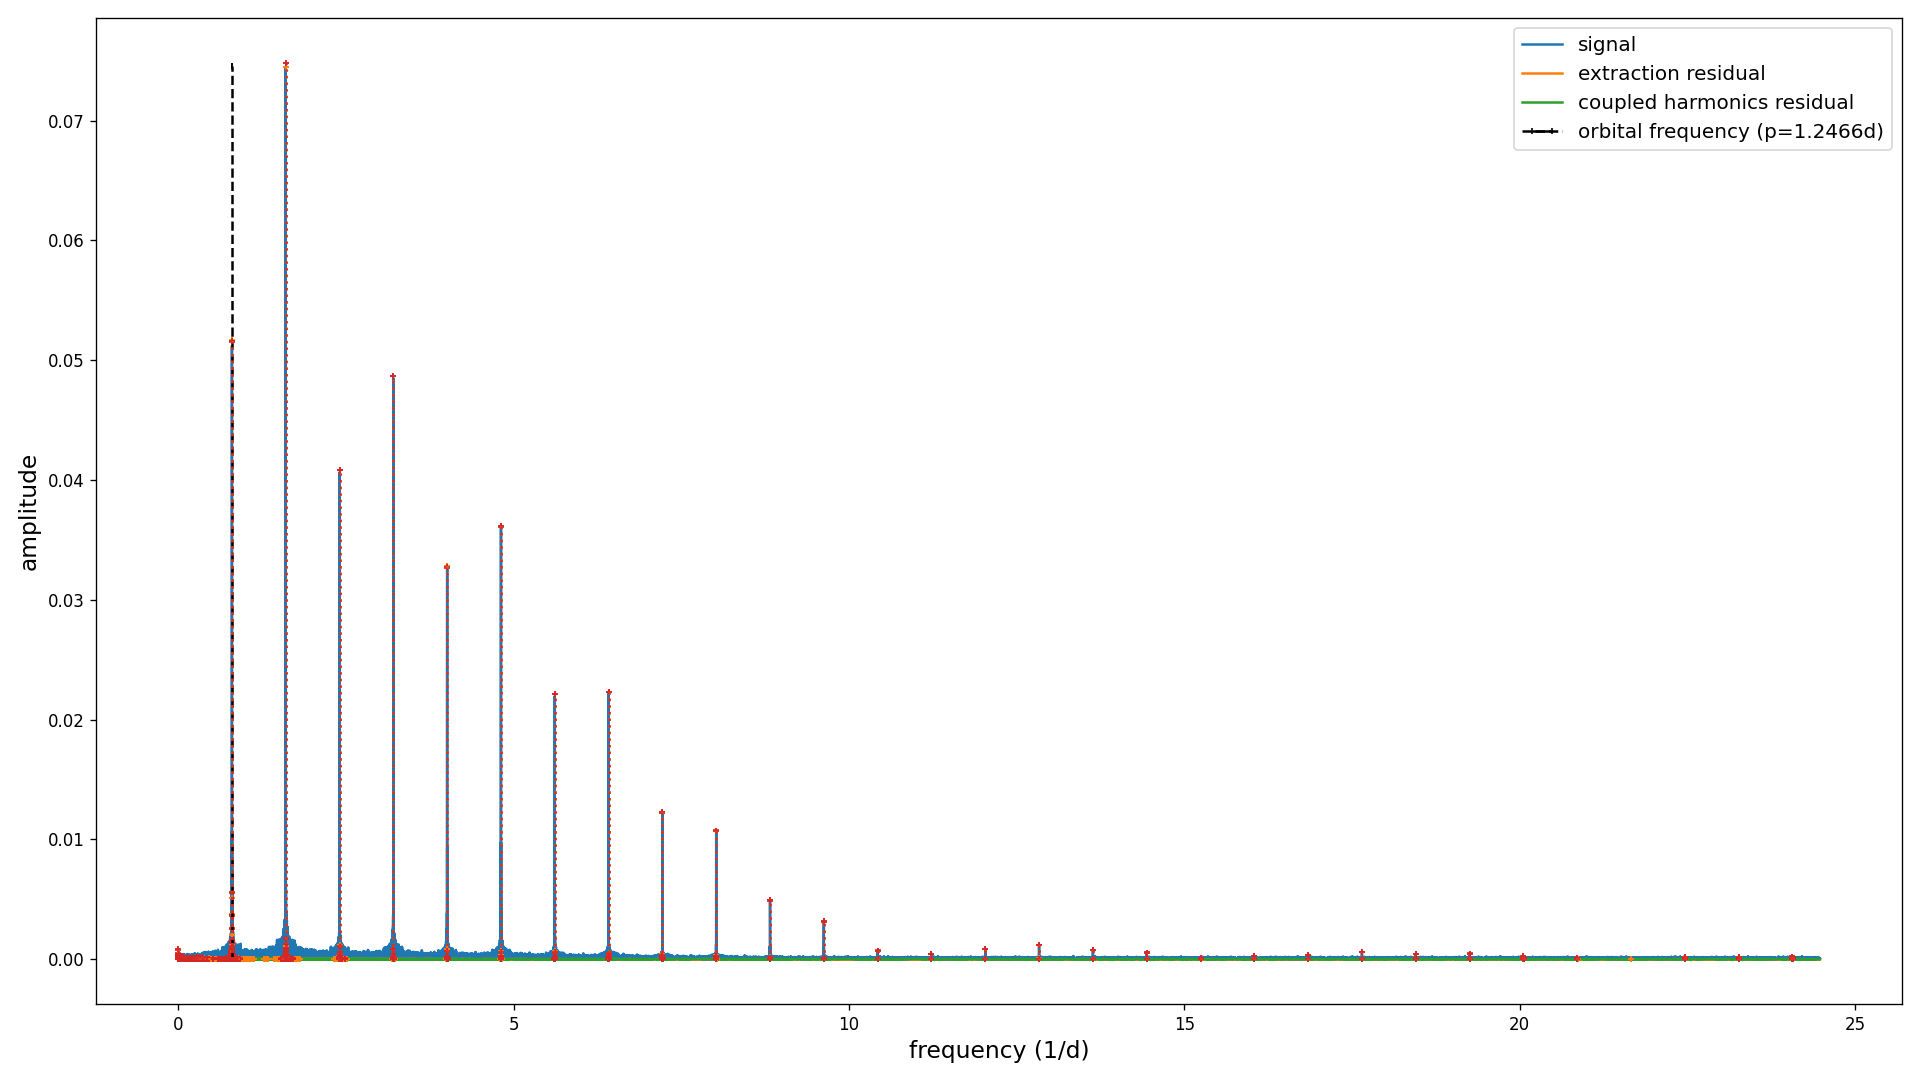 signal
extraction residual
coupled harmonics residual
orbital frequency (p=1.2466d)
amplitude
0.07
0.06
0.05
0.04
0.03
0.02
0.01
0.00
0
5
10
15
20
25
frequency (1/d)